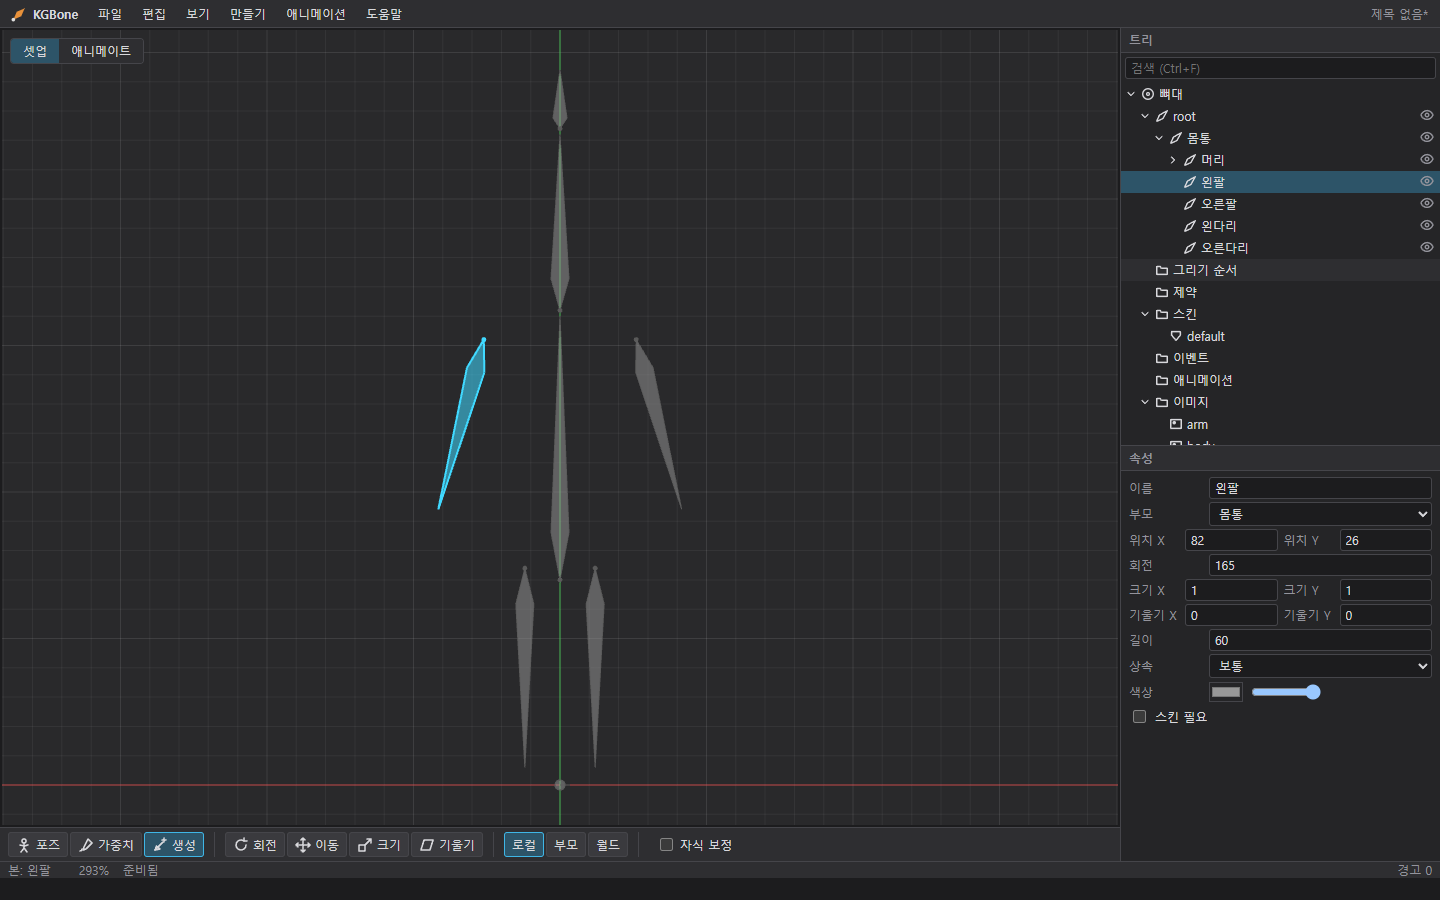 KGBone 파일 편집 보기 만들기 애니메이션 도움말 제목 없음*
셋업 애니메이트
트리
검색 (Ctrl+F)
뼈대
root
몸통
머리
왼팔
오른팔
왼다리
오른다리
그리기 순서
제약
스킨
default
이벤트
애니메이션
이미지
arm
속성
이름 왼팔
부모 몸통
위치 X 82 위치 Y 26
회전 165
크기 X 1 크기 Y 1
기울기 X 0 기울기 Y 0
길이 60
상속 보통
색상
스킨 필요
포즈 가중치 생성 회전 이동 크기 기울기 로컬 부모 월드 자식 보정
본: 왼팔 293% 준비됨 경고 0